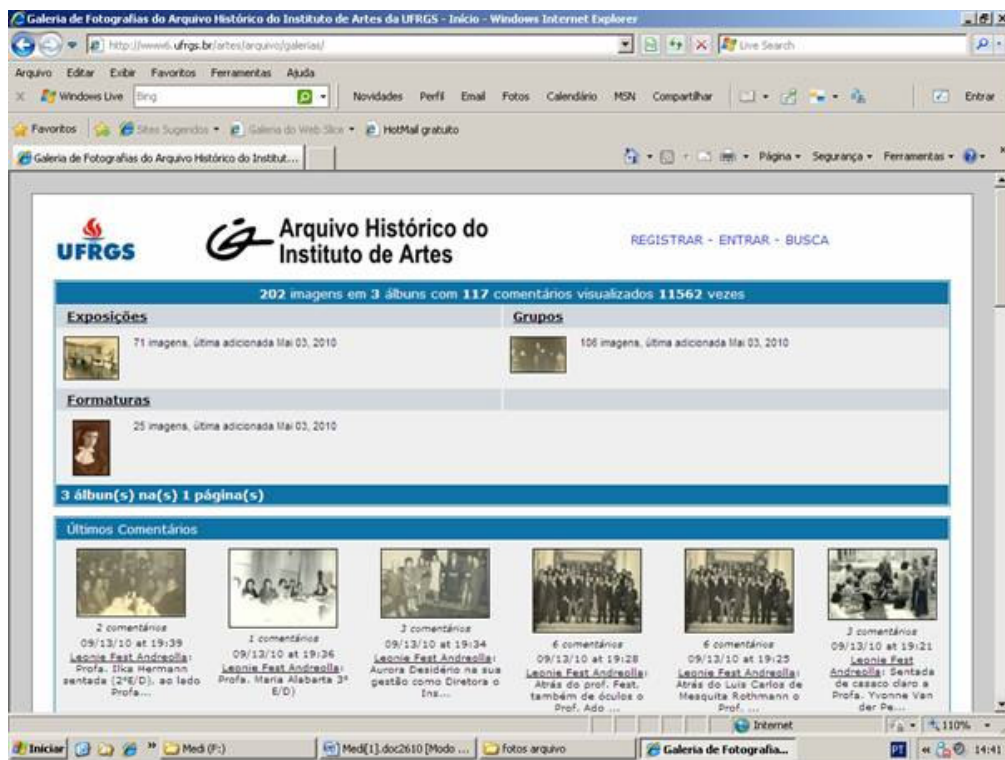 Galeria de Fotografias do Arquivo Histórico do Instituto de Artes da UFRGS - Início - Windows Internet Explorer
http://www6.ufrgs.br/artes/arquivo/galerias/
Live Search
Arquivo Editar Exibir Favoritos Ferramentas Ajuda
Windows Live Bing Novidades Perfil Email Fotos Calendário MSN Compartilhar Entrar
Favoritos Sites Sugeridos Galeria do Web Slice HotMail gratuito
Galeria de Fotografias do Arquivo Histórico do Institut... Página Segurança Ferramentas
UFRGS
Arquivo Histórico do
Instituto de Artes
REGISTRAR - ENTRAR - BUSCA
202 imagens em 3 álbuns com 117 comentários visualizados 11562 vezes
Exposições
71 imagens, última adicionada Mai 03, 2010
Grupos
106 imagens, última adicionada Mai 03, 2010
Formaturas
25 imagens, última adicionada Mai 03, 2010
3 álbun(s) na(s) 1 página(s)
Últimos Comentários
2 comentários
09/13/10 at 19:39
Leonie Fest Andreolla:
Profa. Ilka Hermann
sentada (2ªE/D), ao lado
Profa...
1 comentários
09/13/10 at 19:36
Leonie Fest Andreolla:
Profa. Maria Alabarta 3ª
E/D)
3 comentários
09/13/10 at 19:34
Leonie Fest Andreolla:
Aurora Desidério na sua
gestão como Diretora o
Ins...
6 comentários
09/13/10 at 19:28
Leonie Fest Andreolla:
Atrás do prof. Fest,
também de óculos o
Prof. Ado ...
6 comentários
09/13/10 at 19:25
Leonie Fest Andreolla:
Atrás do Luis Carlos de
Mesquita Rothmann o
Prof. ...
3 comentários
09/13/10 at 19:21
Leonie Fest
Andreolla: Sentada
de casaco claro a
Profa. Yvonne Van
der Pe...
Internet 110%
Iniciar Medi (F:) Medi[1].doc2610 [Modo ... fotos arquivo Galeria de Fotografia... PT 14:41